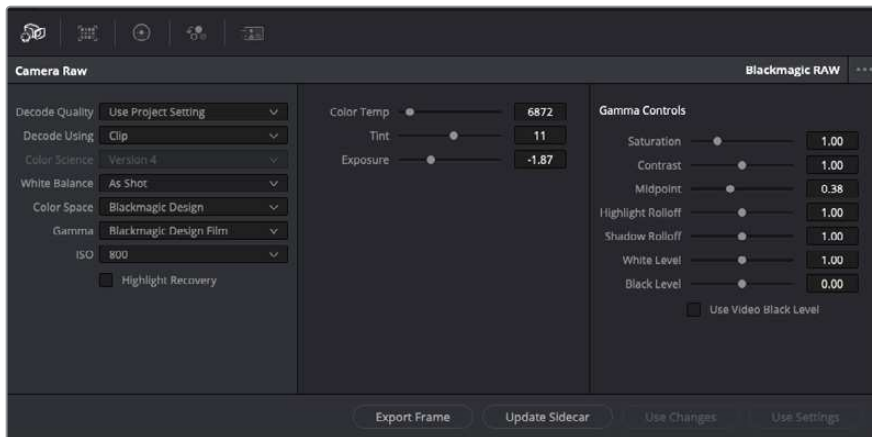 Camera Raw
Blackmagic RAW
Decode Quality Use Project Setting
Decode Using Clip
Color Science Version 4
White Balance As Shot
Color Space Blackmagic Design
Gamma Blackmagic Design Film
ISO 800
Highlight Recovery
Color Temp 6872
Tint 11
Exposure -1.87
Gamma Controls
Saturation 1.00
Contrast 1.00
Midpoint 0.38
Highlight Rolloff 1.00
Shadow Rolloff 1.00
White Level 1.00
Black Level 0.00
Use Video Black Level
Export Frame
Update Sidecar
Use Changes
Use Settings